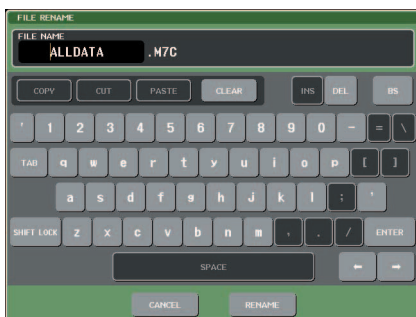 FILE RENAME
FILE NAME
ALLDATA .M7C
COPY CUT PASTE CLEAR INS DEL BS
' 1 2 3 4 5 6 7 8 9 0 - = \
TAB q w e r t y u i o p [ ]
a s d f g h j k l ; '
SHIFT LOCK z x c v b n m , . / ENTER
SPACE ← →
CANCEL RENAME